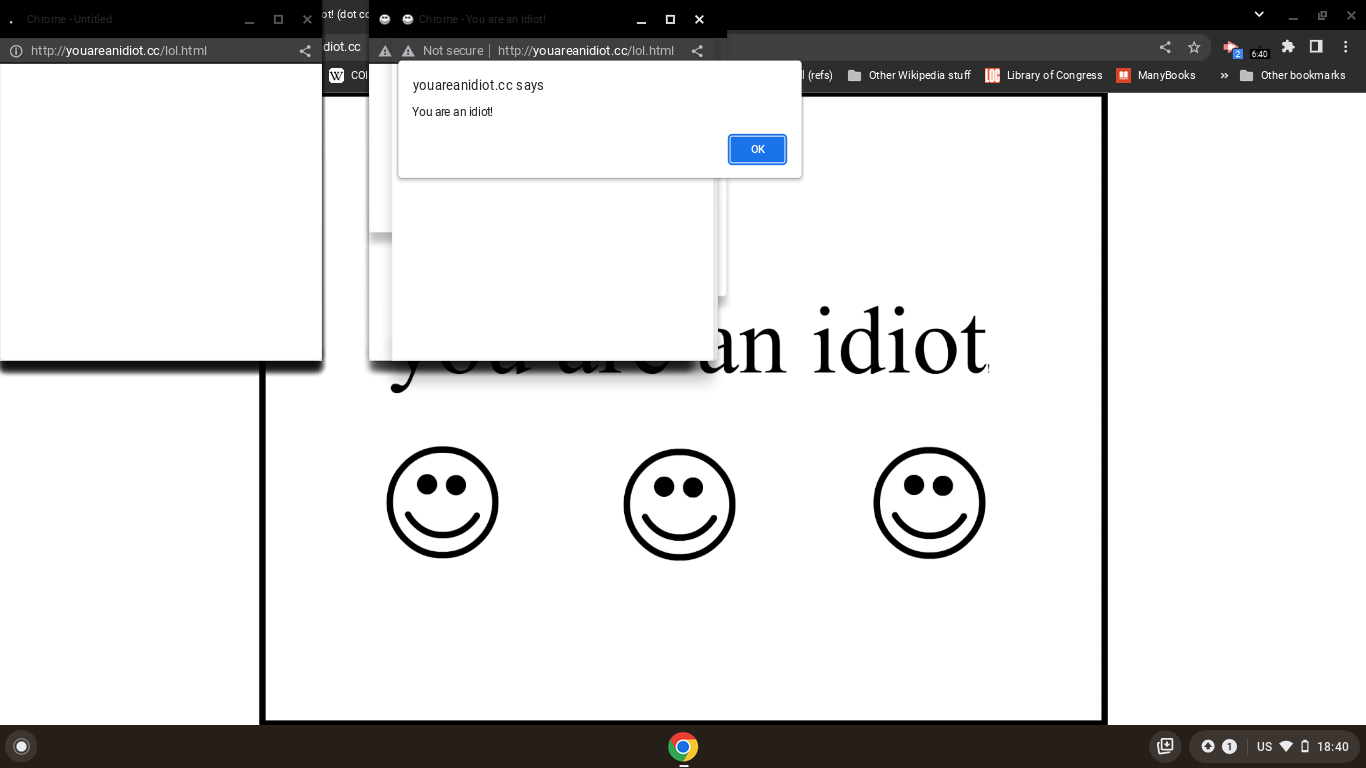 Chrome - Untitled
ot! (dot cc
Chrome - You are an Idiot!
http://youareanidiot.cc/lol.html
idiot.cc
Not secure
http://youareanidiot.cc/lol.html
2
6:40
W
COI
l (refs)
Other Wikipedia stuff
Library of Congress
ManyBooks
»
Other bookmarks
youareanidiot.cc says
You are an idiot!
OK
you are an idiot!
1
US
18:40